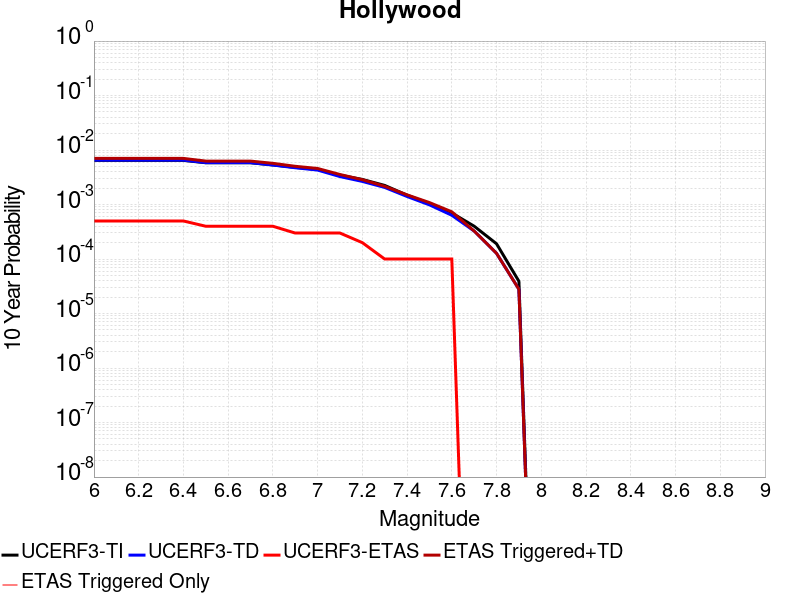 Hollywood
10^0
10^-1
10^-2
10^-3
10^-4
10^-5
10^-6
10^-7
10^-8
10 Year Probability
6 6.2 6.4 6.6 6.8 7 7.2 7.4 7.6 7.8 8 8.2 8.4 8.6 8.8 9
Magnitude
UCERF3-TI UCERF3-TD UCERF3-ETAS ETAS Triggered+TD
ETAS Triggered Only